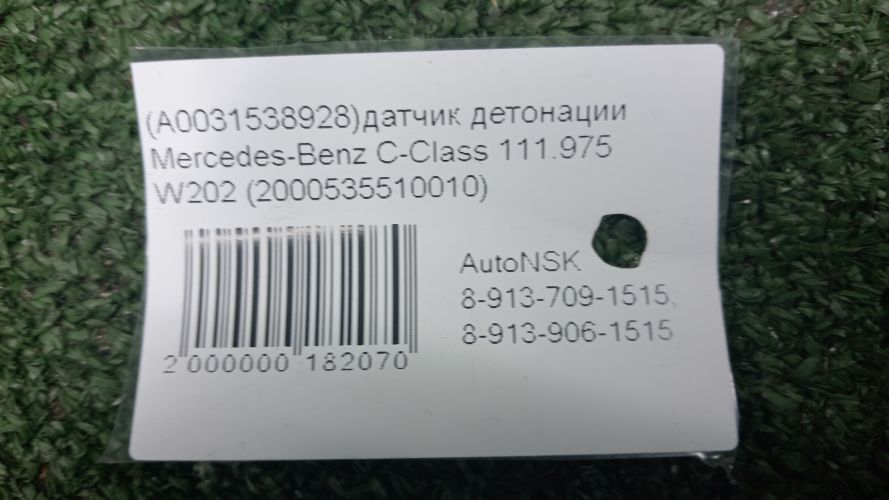 (A0031538928)датчик детонации
Mercedes-Benz C-Class 111.975
W202 (2000535510010)
AutoNSK
8-913-709-1515,
8-913-906-1515
2 000000 182070